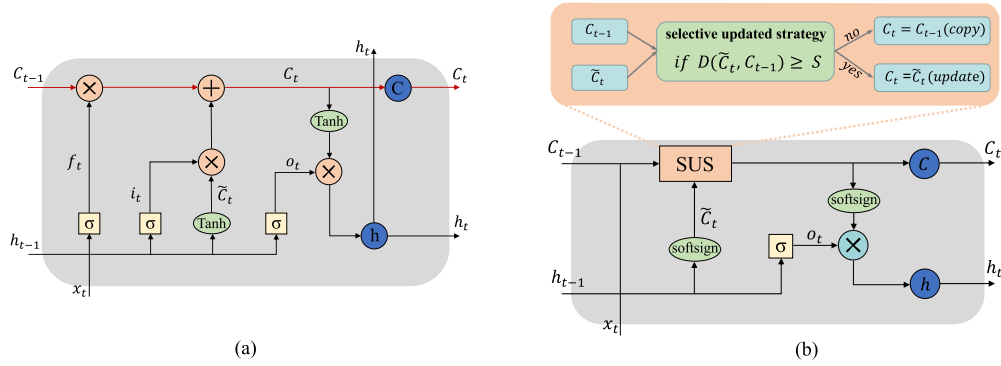 h_t
C_{t-1}
C_t
C
C_t
Tanh
f_t
i_t
C̃_t
o_t
σ
σ
Tanh
σ
h
h_t
h_{t-1}
x_t
(a)
C_{t-1}
C̃_t
selective updated strategy
if D(C̃_t, C_{t-1}) ≥ S
no
yes
C_t = C_{t-1}(copy)
C_t =C̃_t(update)
C_{t-1}
SUS
C
C_t
softsign
C̃_t
softsign
σ
o_t
h_{t-1}
h
h_t
x_t
(b)